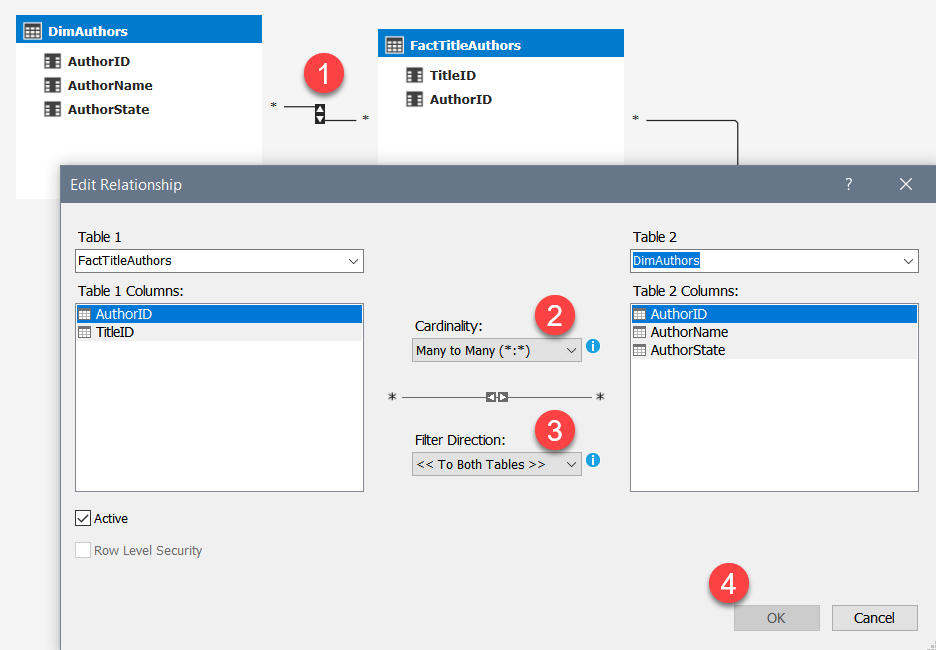 DimAuthors
AuthorID
AuthorName
AuthorState
1
*
*
FactTitleAuthors
TitleID
AuthorID
*
Edit Relationship
?
Table 1
FactTitleAuthors
Table 1 Columns:
AuthorID
TitleID
2
Cardinality:
Many to Many (*:*)
i
*
*
3
Filter Direction:
<< To Both Tables >>
i
Table 2
DimAuthors
Table 2 Columns:
AuthorID
AuthorName
AuthorState
Active
Row Level Security
4
OK
Cancel